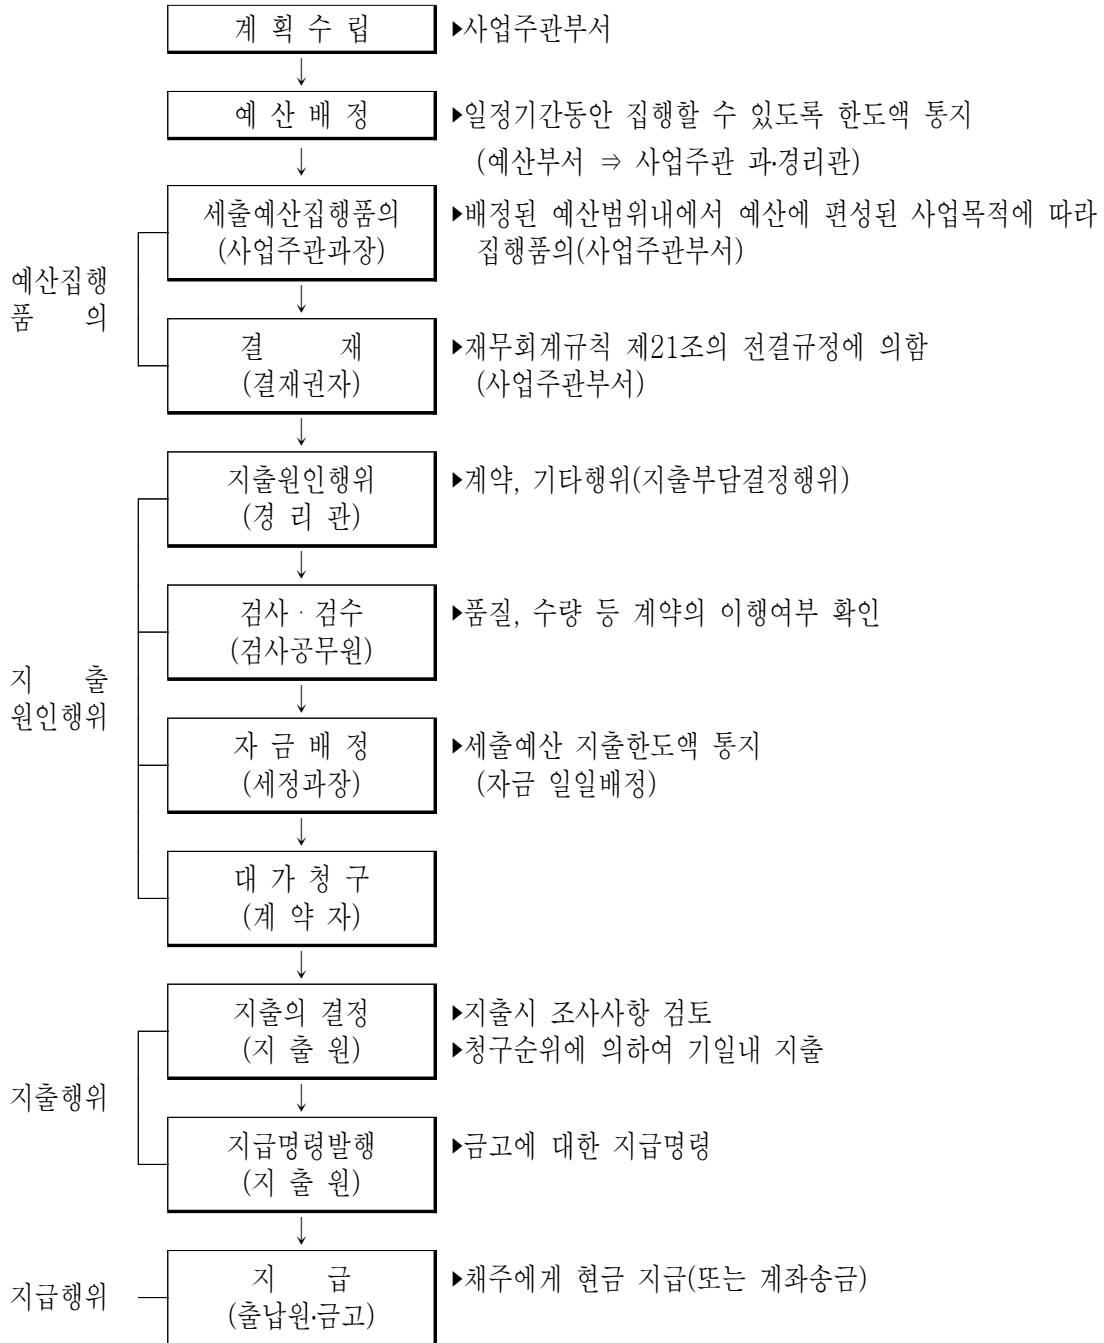 계 획 수 립 ▶사업주관부서
↓
예 산 배 정 ▶일정기간동안 집행할 수 있도록 한도액 통지
(예산부서 ⇒ 사업주관 과·경리관)
↓
세출예산집행품의 ▶배정된 예산범위내에서 예산에 편성된 사업목적에 따라
(사업주관과장) 집행품의(사업주관부서)
예산집행
품 의
↓
결 재 ▶재무회계규칙 제21조의 전결규정에 의함
(결재권자) (사업주관부서)
↓
지출원인행위 ▶계약, 기타행위(지출부담결정행위)
(경 리 관)
↓
검사 · 검수 ▶품질, 수량 등 계약의 이행여부 확인
(검사공무원)
지 출
원인행위
↓
자 금 배 정 ▶세출예산 지출한도액 통지
(세정과장) (자금 일일배정)
↓
대 가 청 구
(계 약 자)
↓
지출의 결정 ▶지출시 조사사항 검토
(지 출 원) ▶청구순위에 의하여 기일내 지출
지출행위
↓
지급명령발행 ▶금고에 대한 지급명령
(지 출 원)
↓
지급행위
지 급 ▶채주에게 현금 지급(또는 계좌송금)
(출납원·금고)